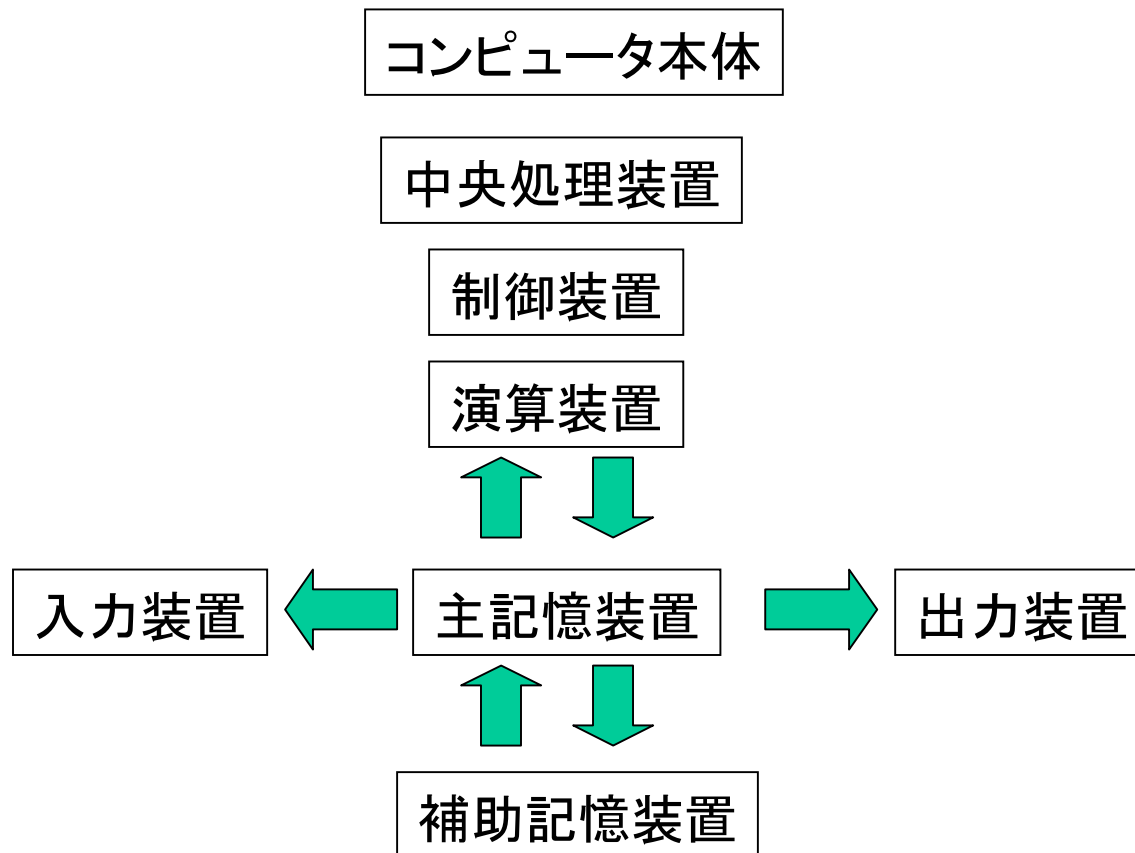 コンピュータ本体
中央処理装置
制御装置
演算装置
入力装置
主記憶装置
出力装置
補助記憶装置